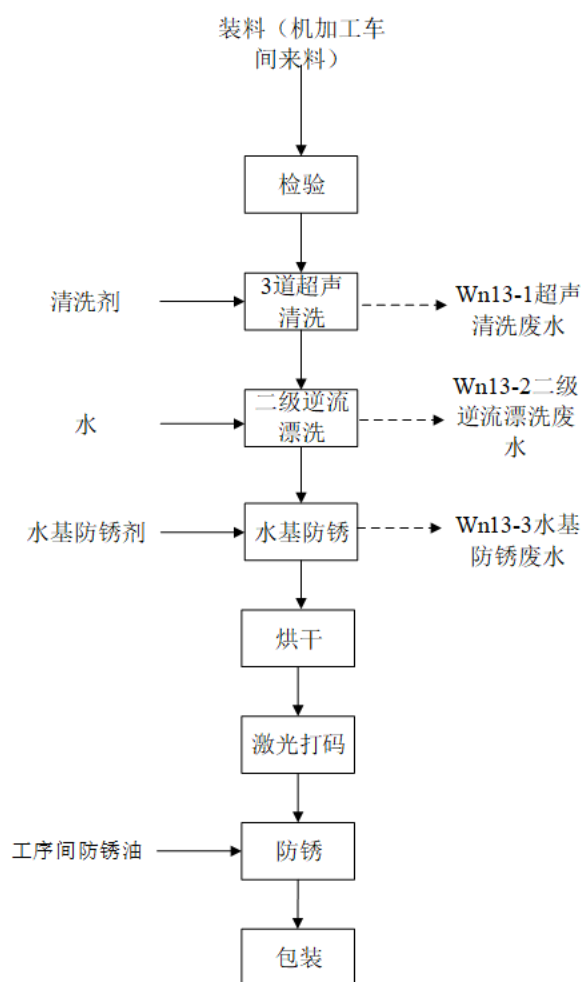 装料（机加工车
间来料）
检验
清洗剂
3道超声
清洗
Wn13-1超声
清洗废水
水
二级逆流
漂洗
Wn13-2二级
逆流漂洗废
水
水基防锈剂
水基防锈
Wn13-3水基
防锈废水
烘干
激光打码
工序间防锈油
防锈
包装